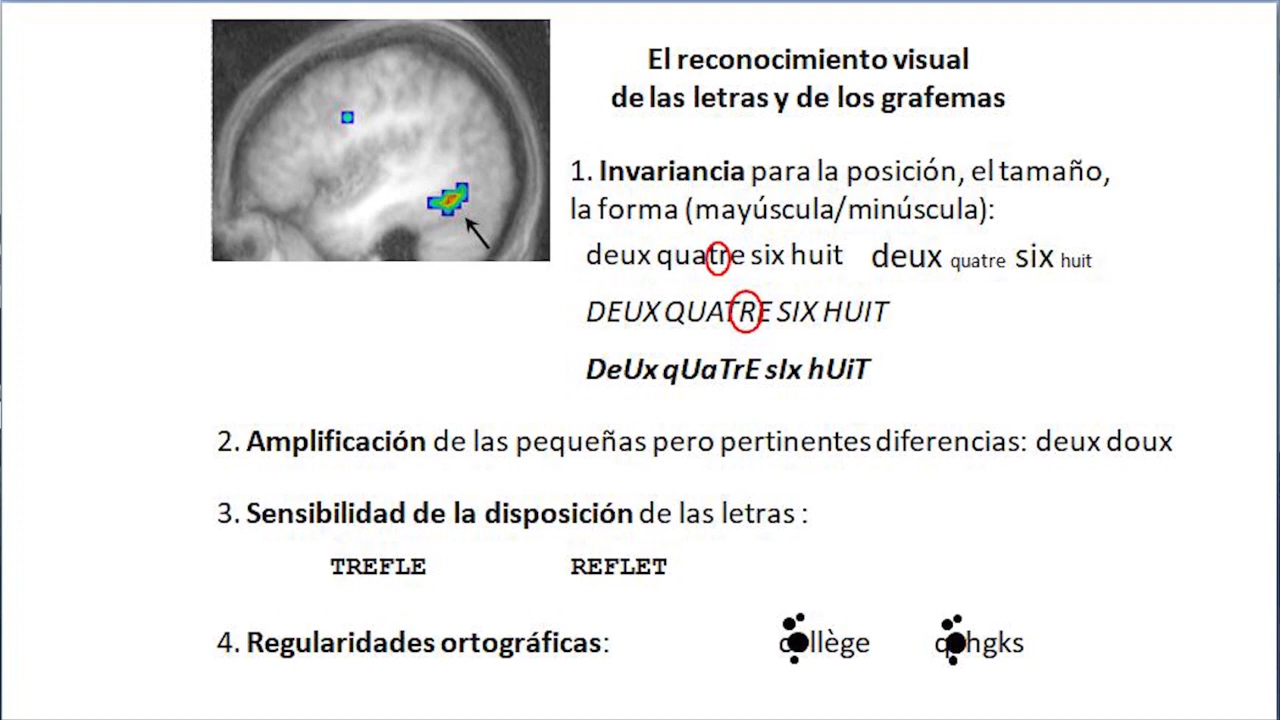 El reconocimiento visual
de las letras y de los grafemas
1. Invariancia para la posición, el tamaño,
la forma (mayúscula/minúscula):
deux quatre six huit deux quatre six huit
DEUX QUATRE SIX HUIT
DeUx qUaTrE sIx hUiT
2. Amplificación de las pequeñas pero pertinentes diferencias: deux doux
3. Sensibilidad de la disposición de las letras :
TREFLE REFLET
4. Regularidades ortográficas: